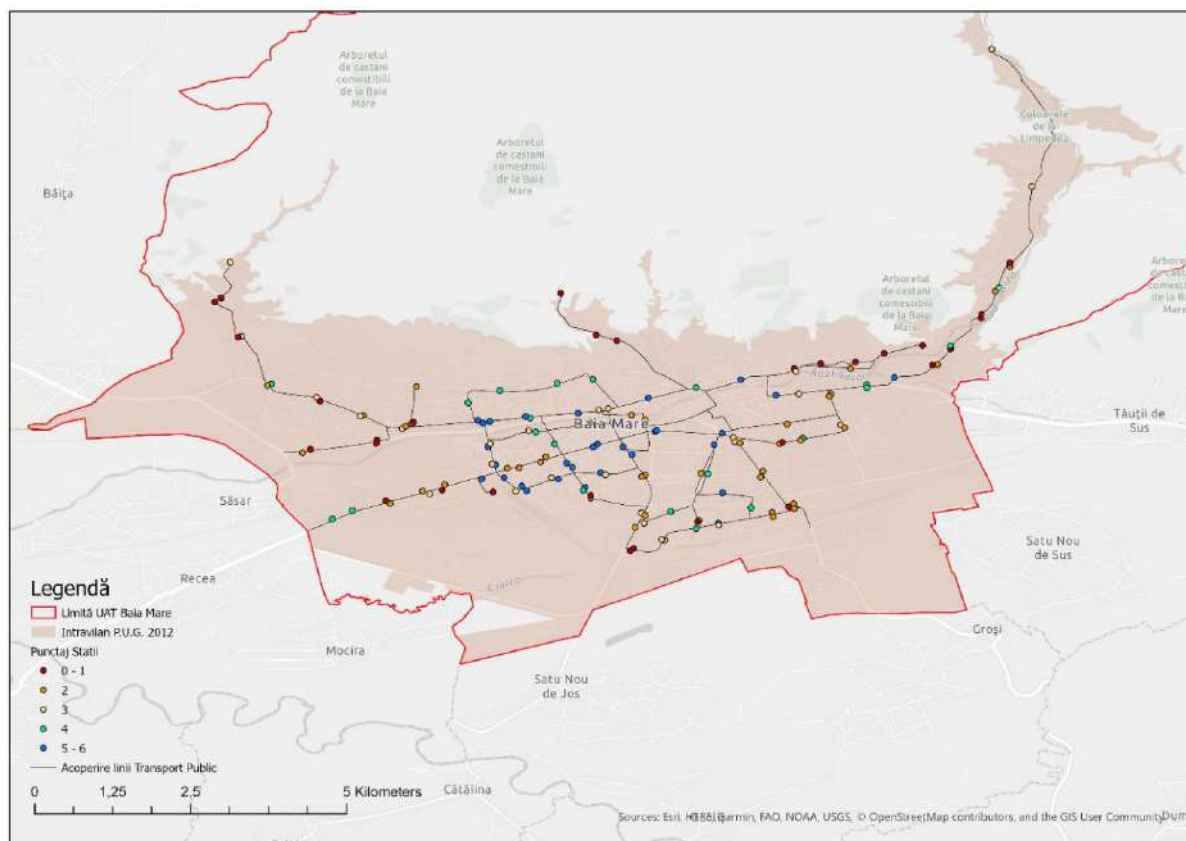 Arboretul
de castani
comestibili
de la Baia
Mare
Arboretul
de castani
comestibili
de la Baia
Mare
Culoarele
de la
Limpedea
Băița
Arboretul
de castani
comestibili
de la Baia
Mare
Baia Mare
Tăuții de
Sus
Săsar
Satu Nou
de Sus
Recea
Groși
Mocira
Satu Nou
de Jos
Cătălina
Legendă
Limită UAT Baia Mare
Intravilan P.U.G. 2012
Punctaj Statii
0 - 1
2
3
4
5 - 6
Acoperire linii Transport Public
0 1,25 2,5 5 Kilometers
Sources: Esri, Garmin, FAO, NOAA, USGS, © OpenStreetMap contributors, and the GIS User Community